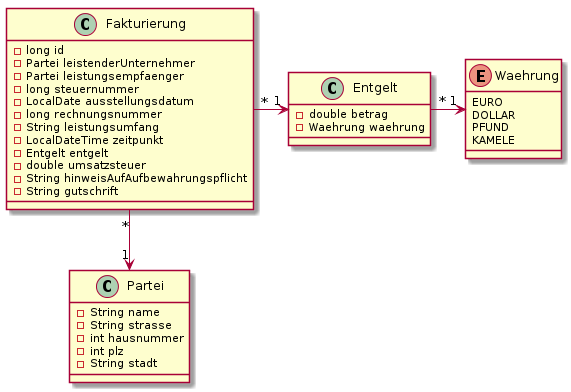 C Fakturierung
long id
Partei leistenderUnternehmer
Partei leistungsempfaenger
long steuernummer
LocalDate ausstellungsdatum
long rechnungsnummer
String leistungsumfang
LocalDateTime zeitpunkt
Entgelt entgelt
double umsatzsteuer
String hinweisAufAufbewahrungspflicht
String gutschrift
* 1
C Entgelt
double betrag
Waehrung waehrung
* 1
E Waehrung
EURO
DOLLAR
PFUND
KAMELE
*
1
C Partei
String name
String strasse
int hausnummer
int plz
String stadt